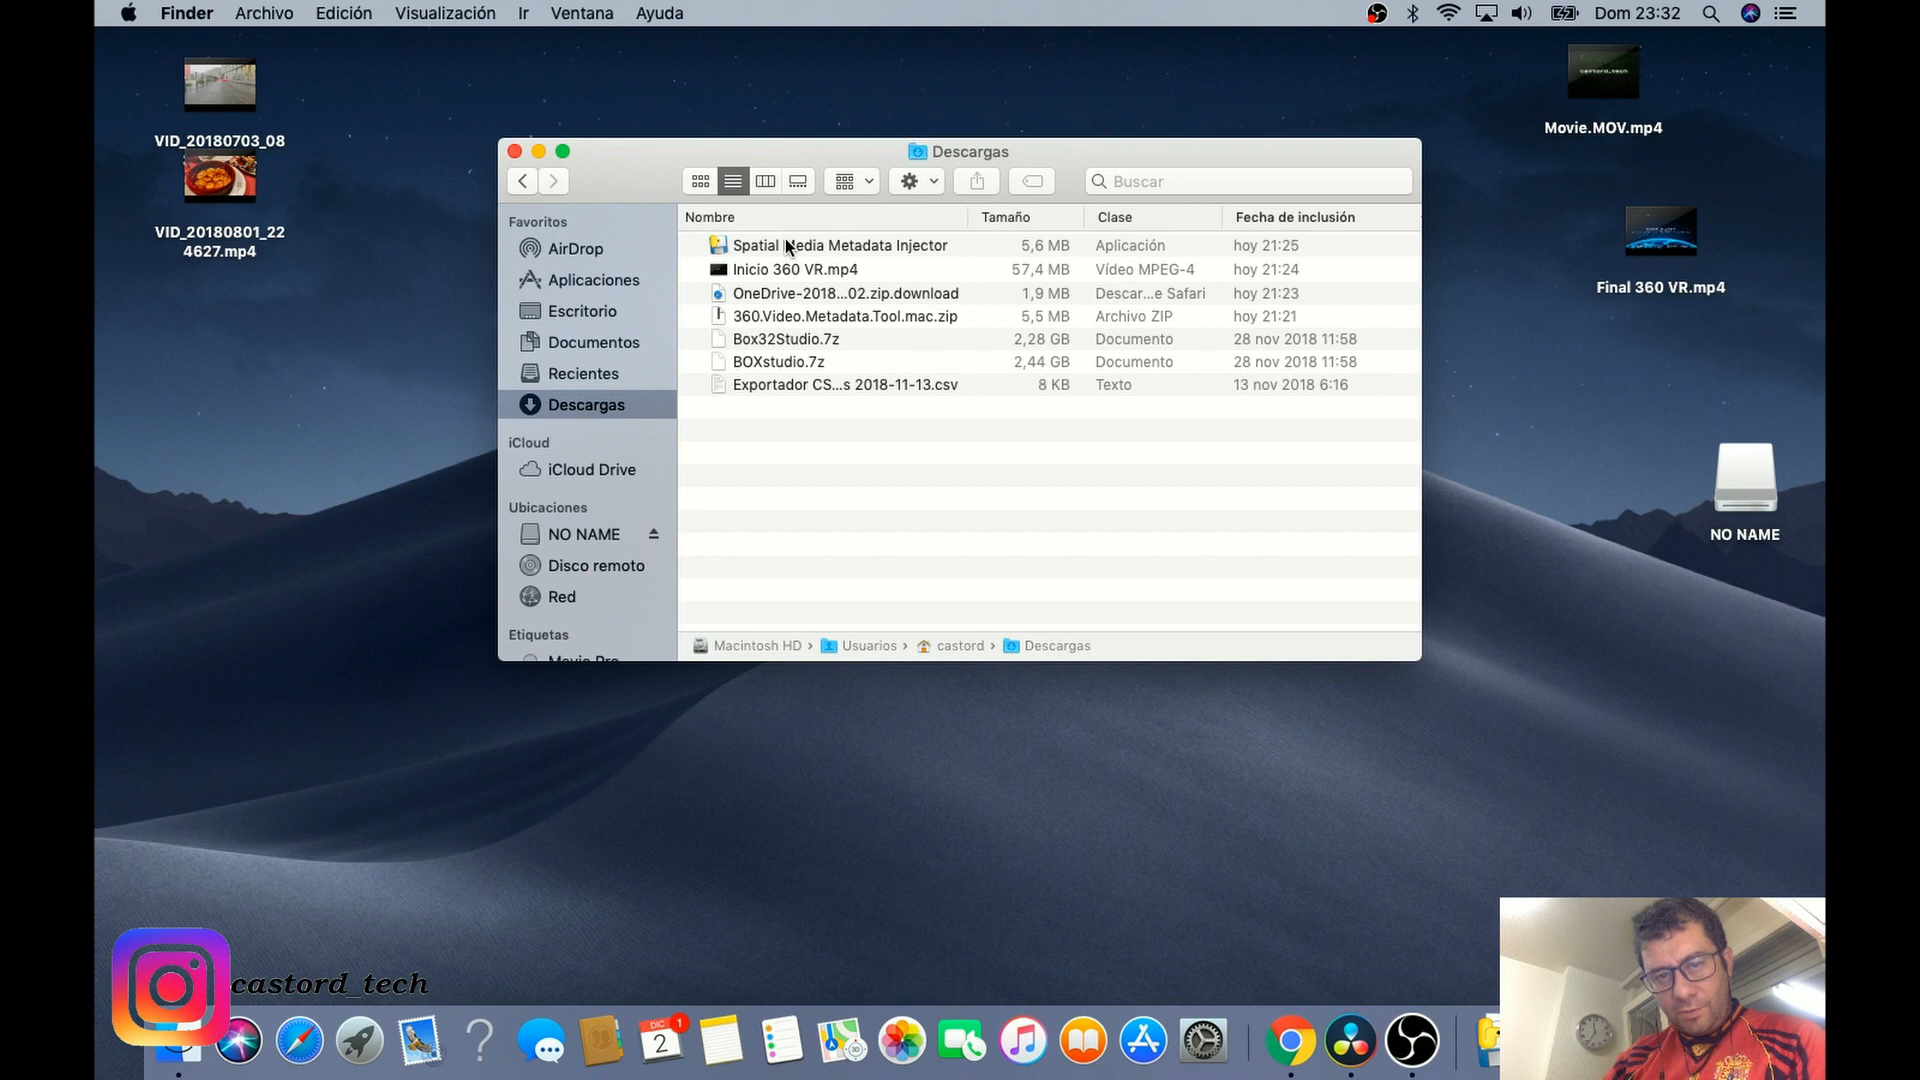 Finder Archivo Edición Visualización Ir Ventana Ayuda Dom 23:32
VID_20180703_08
VID_20180801_22
4627.mp4
castord_tech
Movie.MOV.mp4
Final 360 VR.mp4
NO NAME
Descargas
Buscar
Favoritos
AirDrop
Aplicaciones
Escritorio
Documentos
Recientes
Descargas
iCloud
iCloud Drive
Ubicaciones
NO NAME
Disco remoto
Red
Etiquetas
Nombre Tamaño Clase Fecha de inclusión
Spatial Media Metadata Injector 5,6 MB Aplicación hoy 21:25
Inicio 360 VR.mp4 57,4 MB Vídeo MPEG-4 hoy 21:24
OneDrive-2018...02.zip.download 1,9 MB Descar...e Safari hoy 21:23
360.Video.Metadata.Tool.mac.zip 5,5 MB Archivo ZIP hoy 21:21
Box32Studio.7z 2,28 GB Documento 28 nov 2018 11:58
BOXstudio.7z 2,44 GB Documento 28 nov 2018 11:58
Exportador CS...s 2018-11-13.csv 8 KB Texto 13 nov 2018 6:16
Macintosh HD › Usuarios › castord › Descargas
castord_tech
DIC
2
1